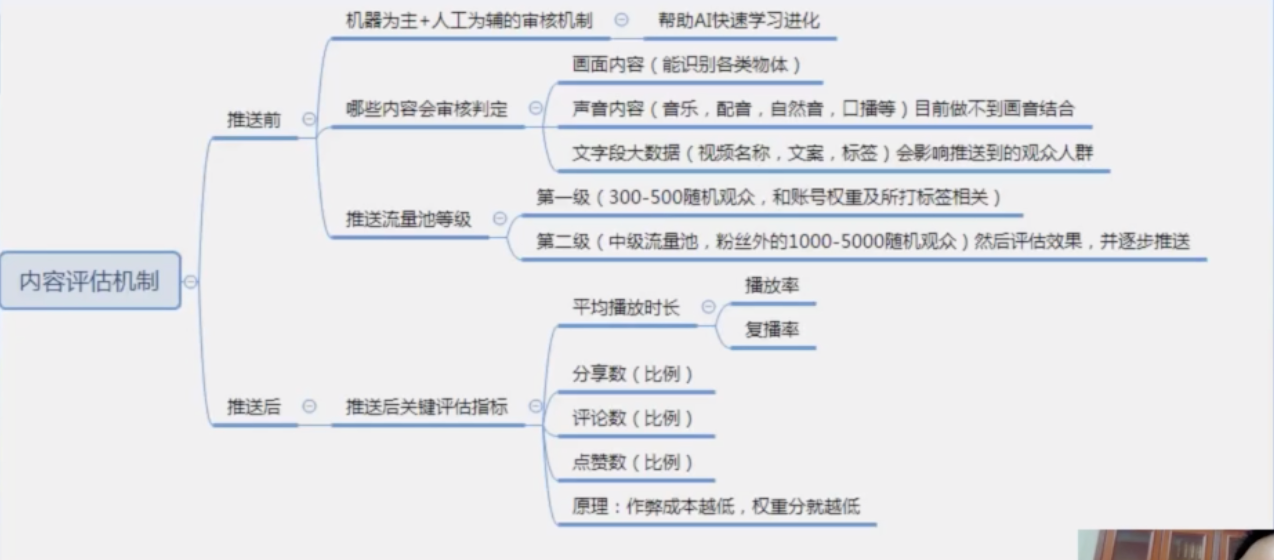 内容评估机制
推送前
机器为主+人工为辅的审核机制
帮助AI快速学习进化
哪些内容会审核判定
画面内容（能识别各类物体）
声音内容（音乐，配音，自然音，口播等）目前做不到画音结合
文字段大数据（视频名称，文案，标签）会影响推送到的观众人群
推送流量池等级
第一级（300-500随机观众，和账号权重及所打标签相关）
第二级（中级流量池，粉丝外的1000-5000随机观众）然后评估效果，并逐步推送
推送后
推送后关键评估指标
平均播放时长
播放率
复播率
分享数（比例）
评论数（比例）
点赞数（比例）
原理：作弊成本越低，权重分就越低